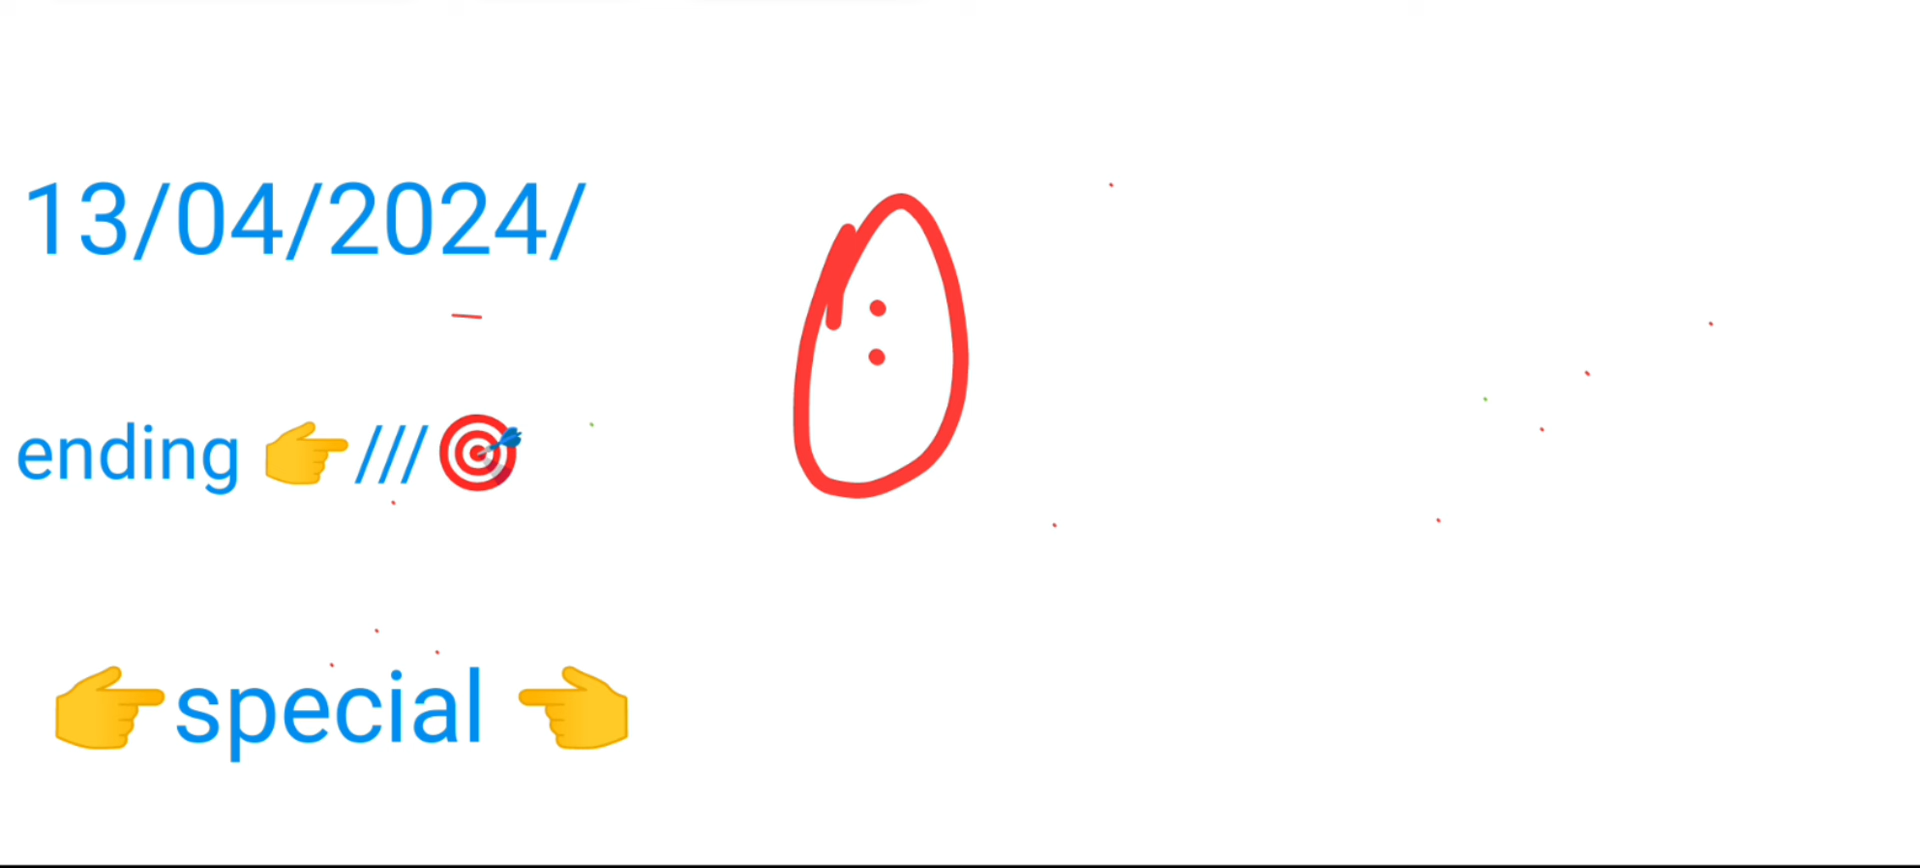 13/04/2024/
ending 👉///🎯
👉special 👈